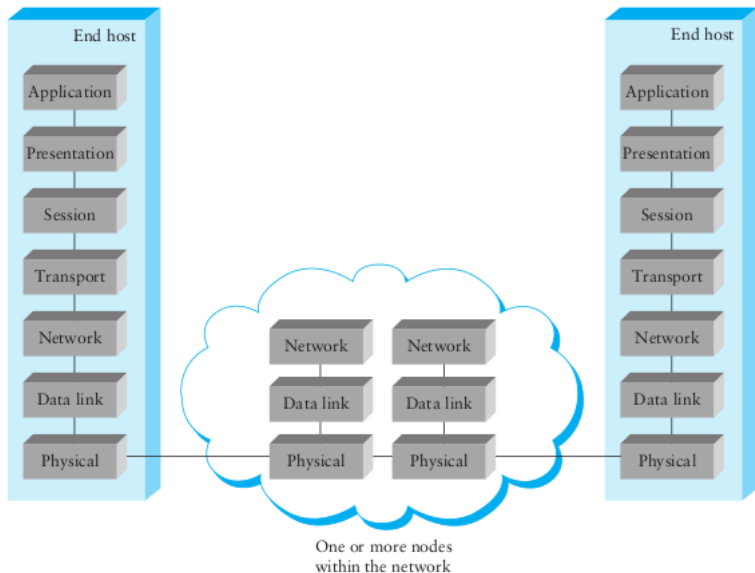 End host
Application
Presentation
Session
Transport
Network
Data link
Physical
Network
Data link
Physical
Network
Data link
Physical
One or more nodes
within the network
End host
Application
Presentation
Session
Transport
Network
Data link
Physical